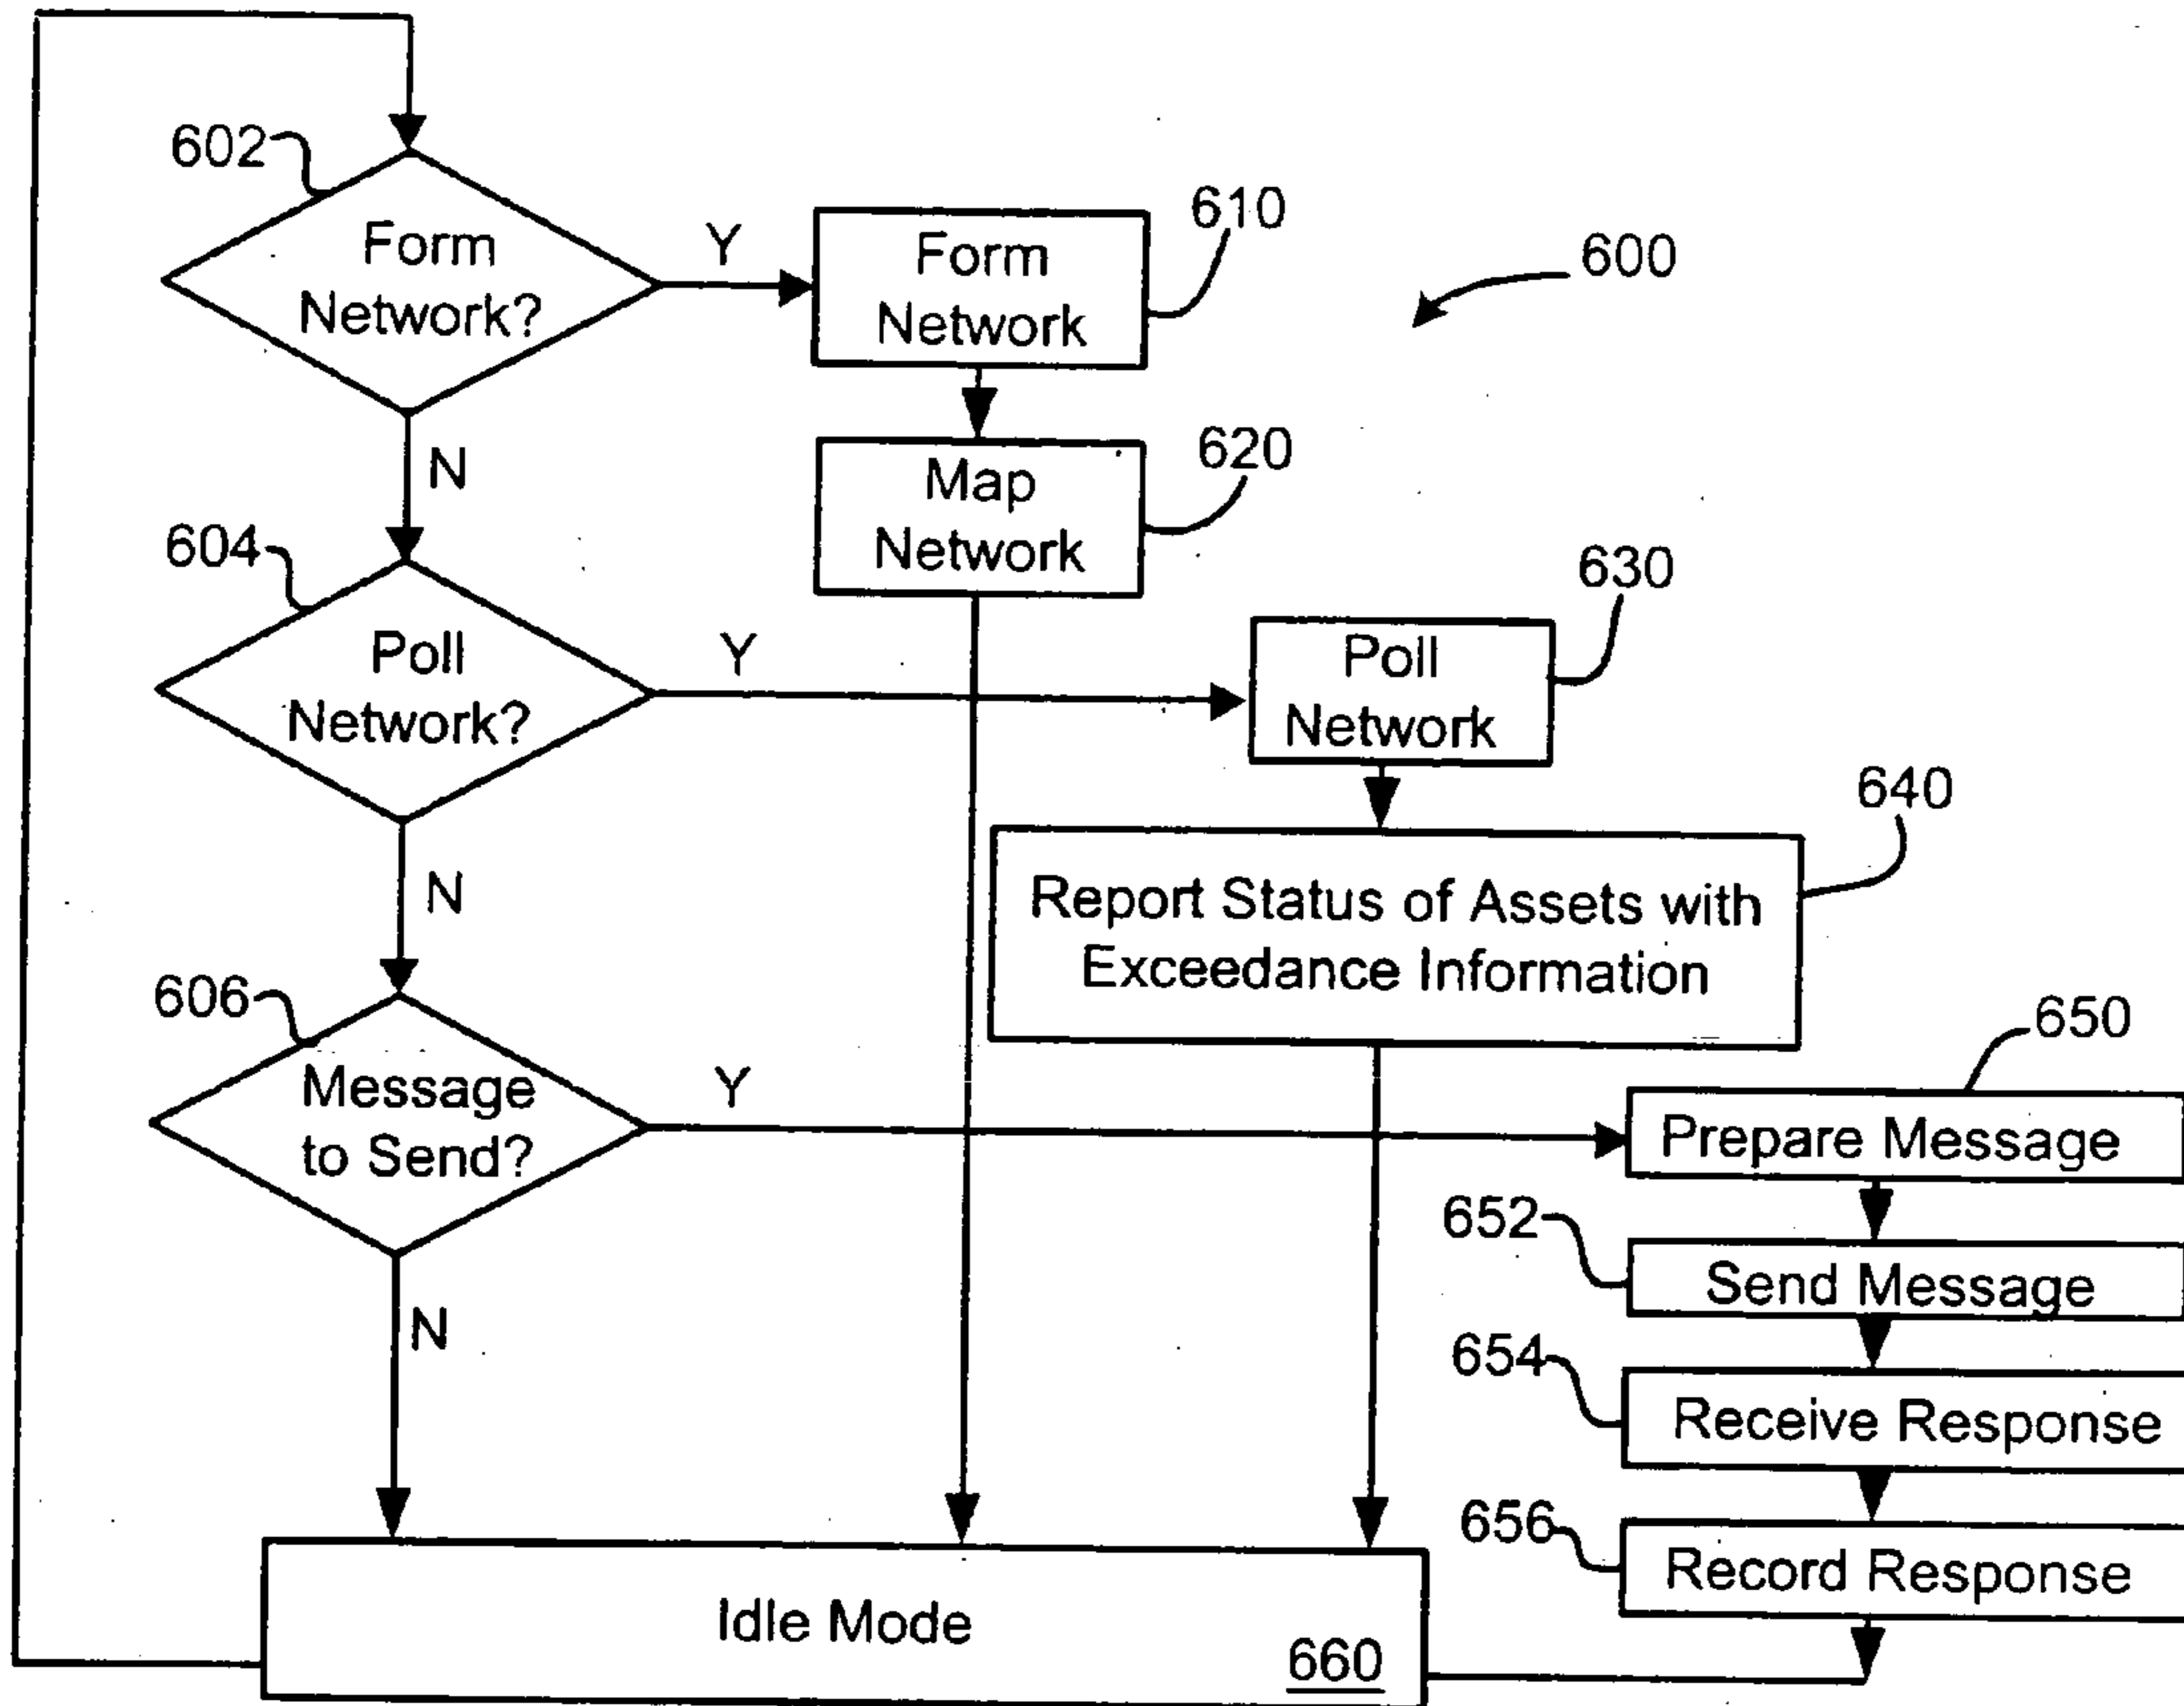 602
Form
Network?
Y
Form
Network
610
600
N
Map
Network
620
604
Poll
Network?
Y
Poll
Network
630
N
Report Status of Assets with
Exceedance Information
640
606
Message
to Send?
Y
Prepare Message
650
652
Send Message
N
654
Receive Response
656
Record Response
Idle Mode
660